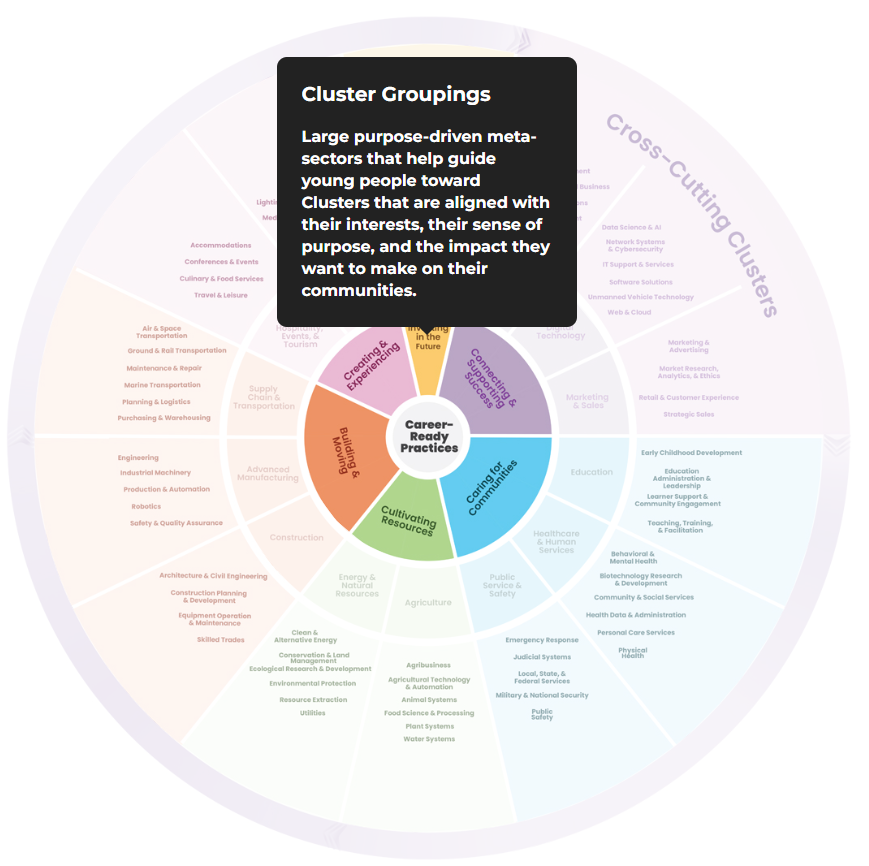 Cluster Groupings
Large purpose-driven meta-
sectors that help guide
young people toward
Clusters that are aligned with
their interests, their sense of
purpose, and the impact they
want to make on their
communities.
Cross-Cutting Clusters
Career-
Ready
Practices
in the
Future
Connecting &
Supporting
Success
Caring for
Communities
Cultivating
Resources
Building &
Moving
Creating &
Experiencing
Digital
Technology
Business
Data Science & AI
Network Systems
& Cybersecurity
IT Support & Services
Software Solutions
Unmanned Vehicle Technology
Web & Cloud
Marketing
& Sales
Marketing &
Advertising
Market Research,
Analytics, & Ethics
Retail & Customer Experience
Strategic Sales
Education
Early Childhood Development
Education
Administration &
Leadership
Learner Support &
Community Engagement
Teaching, Training,
& Facilitation
Healthcare
& Human
Services
Behavioral &
Mental Health
Biotechnology Research
& Development
Community & Social Services
Health Data & Administration
Personal Care Services
Physical
Health
Public
Service &
Safety
Emergency Response
Judicial Systems
Local, State, &
Federal Services
Military & National Security
Public
Safety
Agriculture
Agribusiness
Agricultural Technology
& Automation
Animal Systems
Food Science & Processing
Plant Systems
Water Systems
Energy &
Natural
Resources
Clean &
Alternative Energy
Conservation & Land
Management
Ecological Research & Development
Environmental Protection
Resource Extraction
Utilities
Construction
Architecture & Civil Engineering
Construction Planning
& Development
Equipment Operation
& Maintenance
Skilled Trades
Advanced
Manufacturing
Engineering
Industrial Machinery
Production & Automation
Robotics
Safety & Quality Assurance
Supply
Chain &
Transportation
Air & Space
Transportation
Ground & Rail Transportation
Maintenance & Repair
Marine Transportation
Planning & Logistics
Purchasing & Warehousing
Hospitality,
Events, &
Tourism
Accommodations
Conferences & Events
Culinary & Food Services
Travel & Leisure